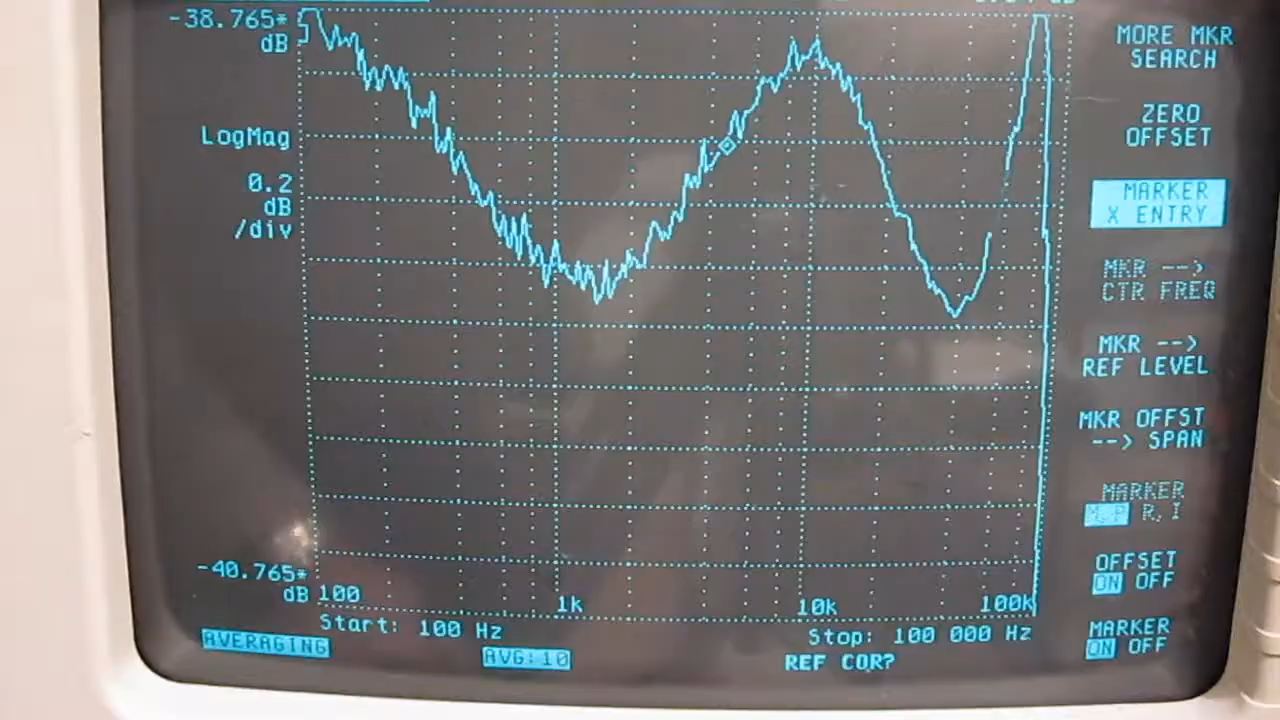 -38.765*
dB
LogMag
0.2
dB
/div
-40.765*
dB
100
1k
10k
100k
Start: 100 Hz
Stop: 100 000 Hz
AVERAGING
AVG:10
REF COR?
MORE MKR
SEARCH
ZERO
OFFSET
MARKER
X ENTRY
MKR -->
CTR FREQ
MKR -->
REF LEVEL
MKR OFFST
--> SPAN
MARKER
M,P R,I
OFFSET
ON OFF
MARKER
ON OFF